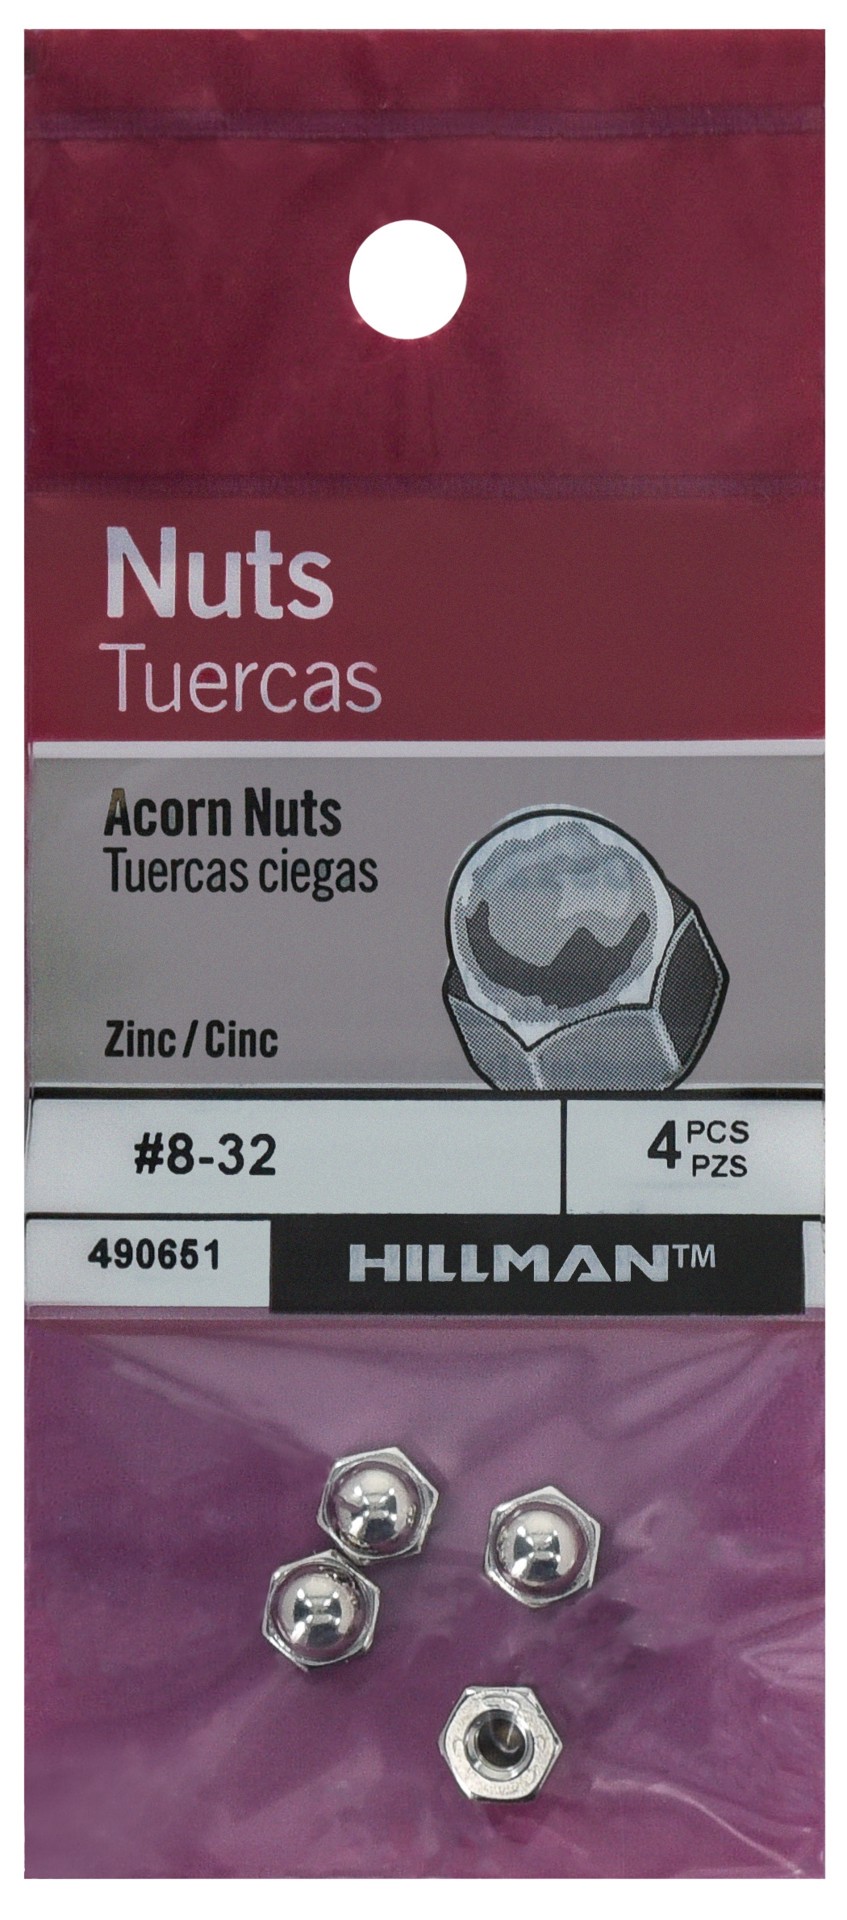 Nuts
Tuercas
Acorn Nuts
Tuercas ciegas
Zinc / Cinc
#8-32
4 PCS
PZS
490651
HILLMAN™